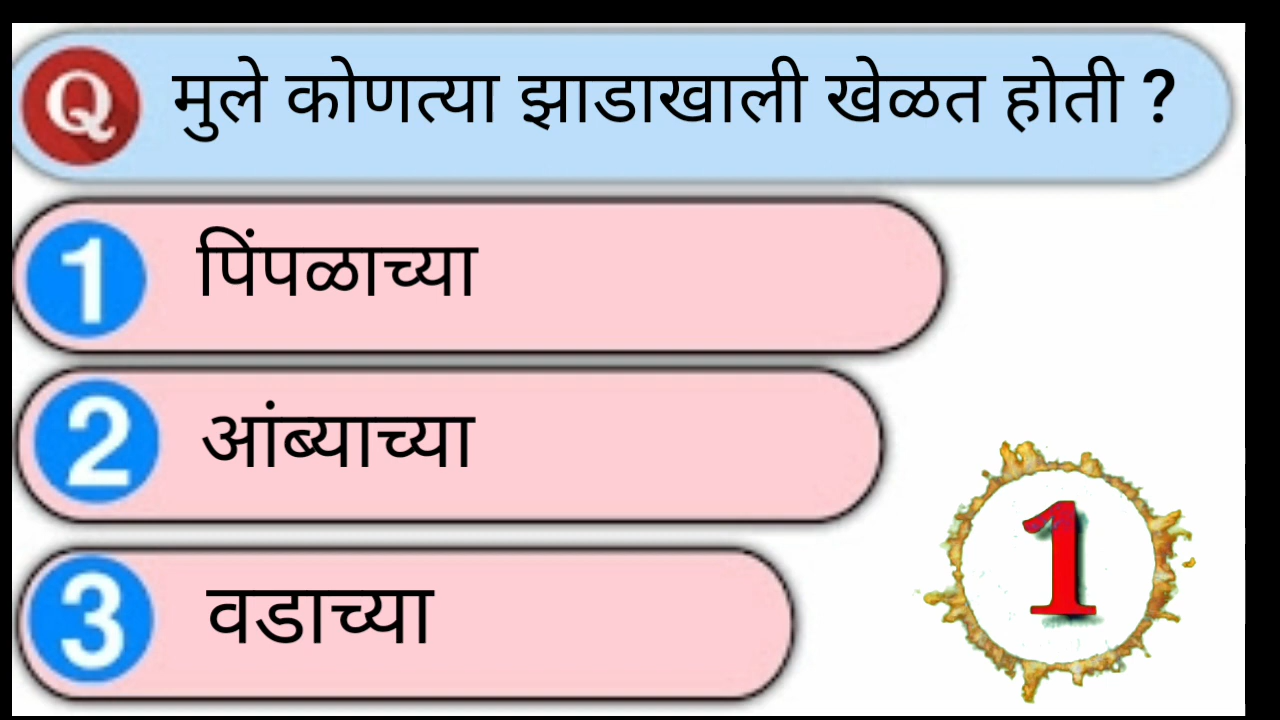 Q मुले कोणत्या झाडाखाली खेळत होती ?
1 पिंपळाच्या
2 आंब्याच्या
3 वडाच्या
1